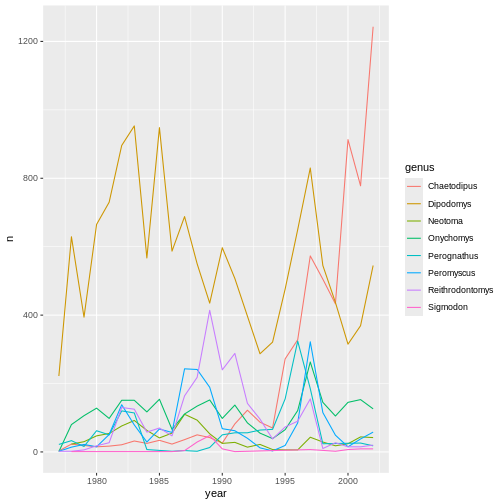 1200
800
400
0
n
1980
1985
1990
1995
2000
year
genus
Chaetodipus
Dipodomys
Neotoma
Onychomys
Perognathus
Peromyscus
Reithrodontomys
Sigmodon